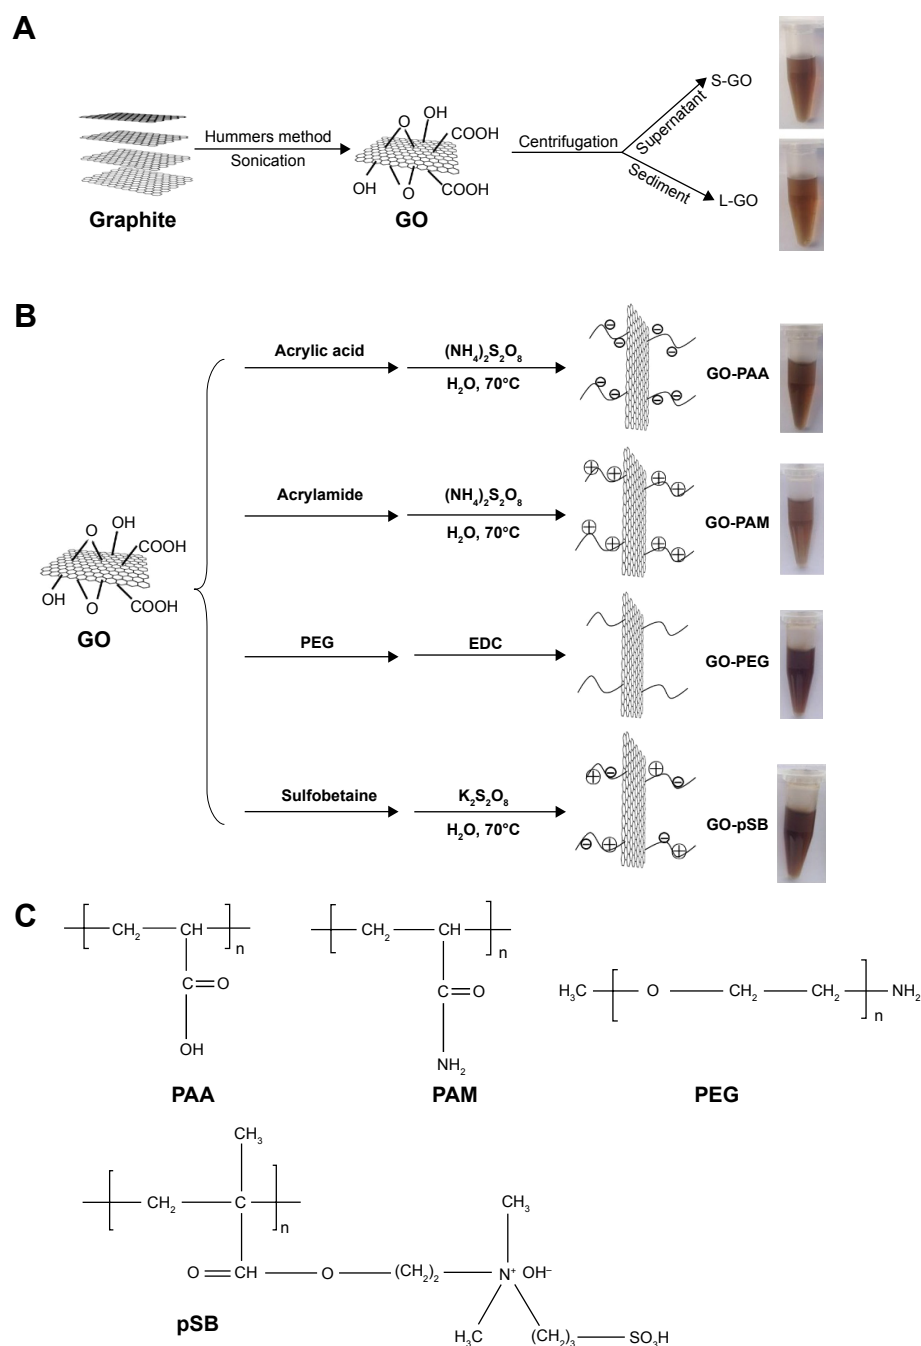 A
Graphite
Hummers method
Sonication
O
OH
COOH
OH
O
COOH
GO
Centrifugation
Supernatant
Sediment
S-GO
L-GO
B
O
OH
COOH
OH
O
COOH
GO
Acrylic acid
(NH₄)₂S₂O₈
H₂O, 70°C
GO-PAA
Acrylamide
(NH₄)₂S₂O₈
H₂O, 70°C
GO-PAM
PEG
EDC
GO-PEG
Sulfobetaine
K₂S₂O₈
H₂O, 70°C
GO-pSB
C
CH₂ CH n
C=O
OH
PAA
CH₂ CH n
C=O
NH₂
PAM
H₃C O CH₂ CH₂ n NH₂
PEG
CH₃
CH₂ C n
O=CH O (CH₂)₂ N⁺ OH⁻
CH₃
H₃C (CH₂)₃ SO₃H
pSB